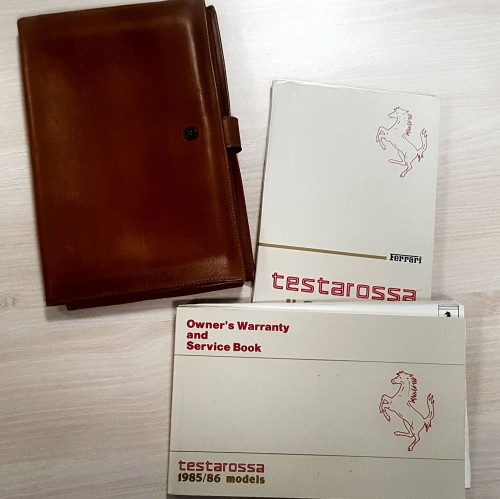 Ferrari
testarossa
Owner's Warranty
and
Service Book
testarossa
1985/86 models